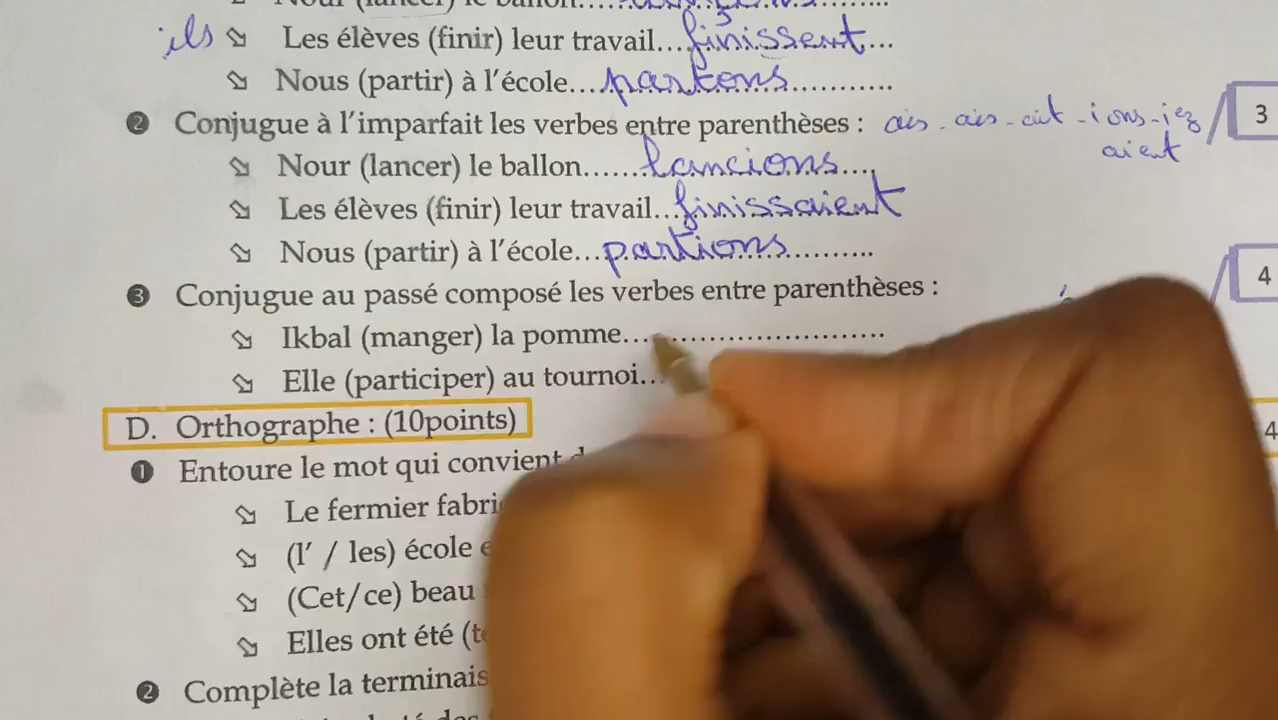 ils Les élèves (finir) leur travail...finissent...
Nous (partir) à l'école...partons............
❷ Conjugue à l'imparfait les verbes entre parenthèses : ais - ais - ait - ions - iez 3
aient
Nour (lancer) le ballon......lancions....
Les élèves (finir) leur travail...finissaient
Nous (partir) à l'école...partions...........
4
❸ Conjugue au passé composé les verbes entre parenthèses :
Ikbal (manger) la pomme..............................
Elle (participer) au tournoi...
D. Orthographe : (10points) 4
❶ Entoure le mot qui convient
Le fermier
(l' / les) école
(Cet/ce) beau
Elles ont été
❷ Complète la